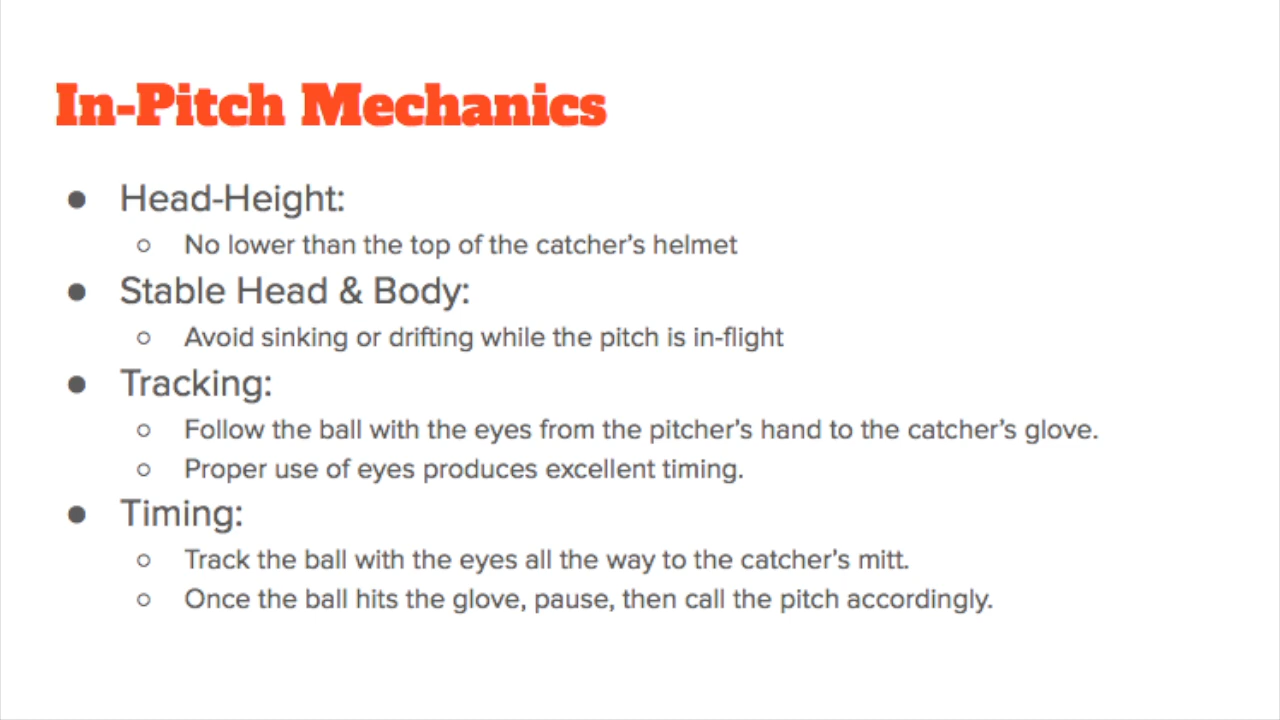 In-Pitch Mechanics
● Head-Height:
○ No lower than the top of the catcher’s helmet
● Stable Head & Body:
○ Avoid sinking or drifting while the pitch is in-flight
● Tracking:
○ Follow the ball with the eyes from the pitcher’s hand to the catcher’s glove.
○ Proper use of eyes produces excellent timing.
● Timing:
○ Track the ball with the eyes all the way to the catcher’s mitt.
○ Once the ball hits the glove, pause, then call the pitch accordingly.